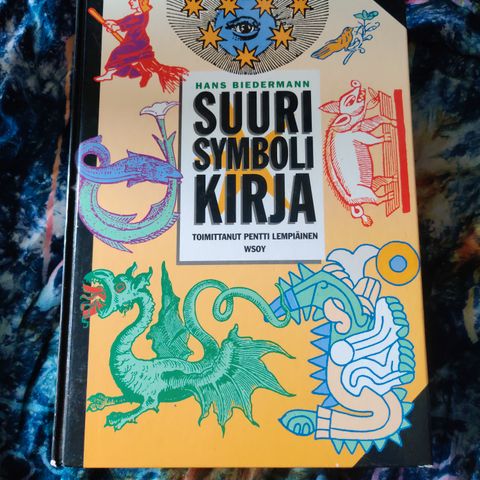 HANS BIEDERMANN
SUURI
SYMBOLI
KIRJA
TOIMITTANUT PENTTI LEMPIÄINEN
WSOY